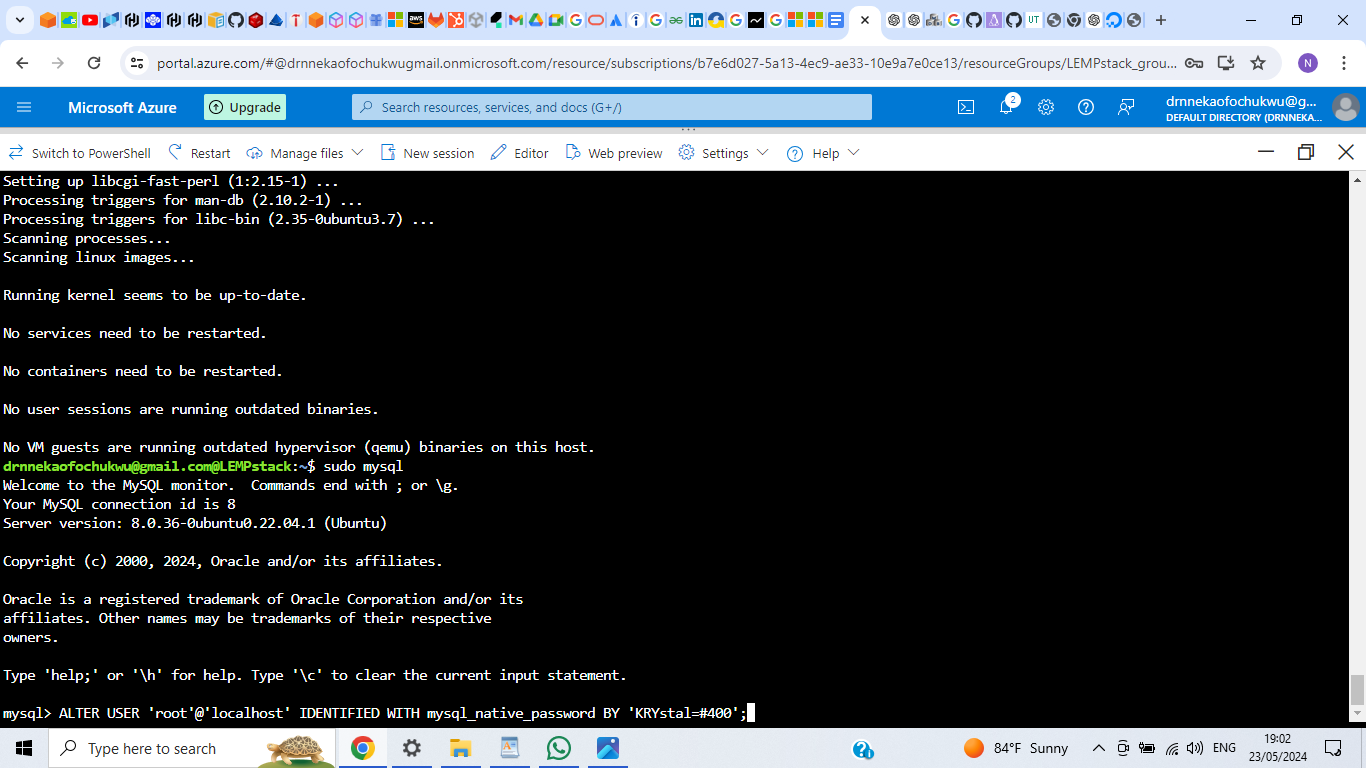 portal.azure.com/#@drnnekaofochukwugmail.onmicrosoft.com/resource/subscriptions/b7e6d027-5a13-4ec9-ae33-10e9a7e0ce13/resourceGroups/LEMPstack_grou...
N
Microsoft Azure
Upgrade
Search resources, services, and docs (G+/)
2
drnnekaofochukwu@g...
DEFAULT DIRECTORY (DRNNEKA...
Switch to PowerShell
Restart
Manage files
New session
Editor
Web preview
Settings
Help
Setting up libcgi-fast-perl (1:2.15-1) ...
Processing triggers for man-db (2.10.2-1) ...
Processing triggers for libc-bin (2.35-0ubuntu3.7) ...
Scanning processes...
Scanning linux images...
Running kernel seems to be up-to-date.
No services need to be restarted.
No containers need to be restarted.
No user sessions are running outdated binaries.
No VM guests are running outdated hypervisor (qemu) binaries on this host.
drnnekaofochukwu@gmail.com@LEMPstack:~$ sudo mysql
Welcome to the MySQL monitor.  Commands end with ; or \g.
Your MySQL connection id is 8
Server version: 8.0.36-0ubuntu0.22.04.1 (Ubuntu)
Copyright (c) 2000, 2024, Oracle and/or its affiliates.
Oracle is a registered trademark of Oracle Corporation and/or its
affiliates. Other names may be trademarks of their respective
owners.
Type 'help;' or '\h' for help. Type '\c' to clear the current input statement.
mysql> ALTER USER 'root'@'localhost' IDENTIFIED WITH mysql_native_password BY 'KRYstal=#400';
Type here to search
84°F Sunny
ENG
19:02
23/05/2024